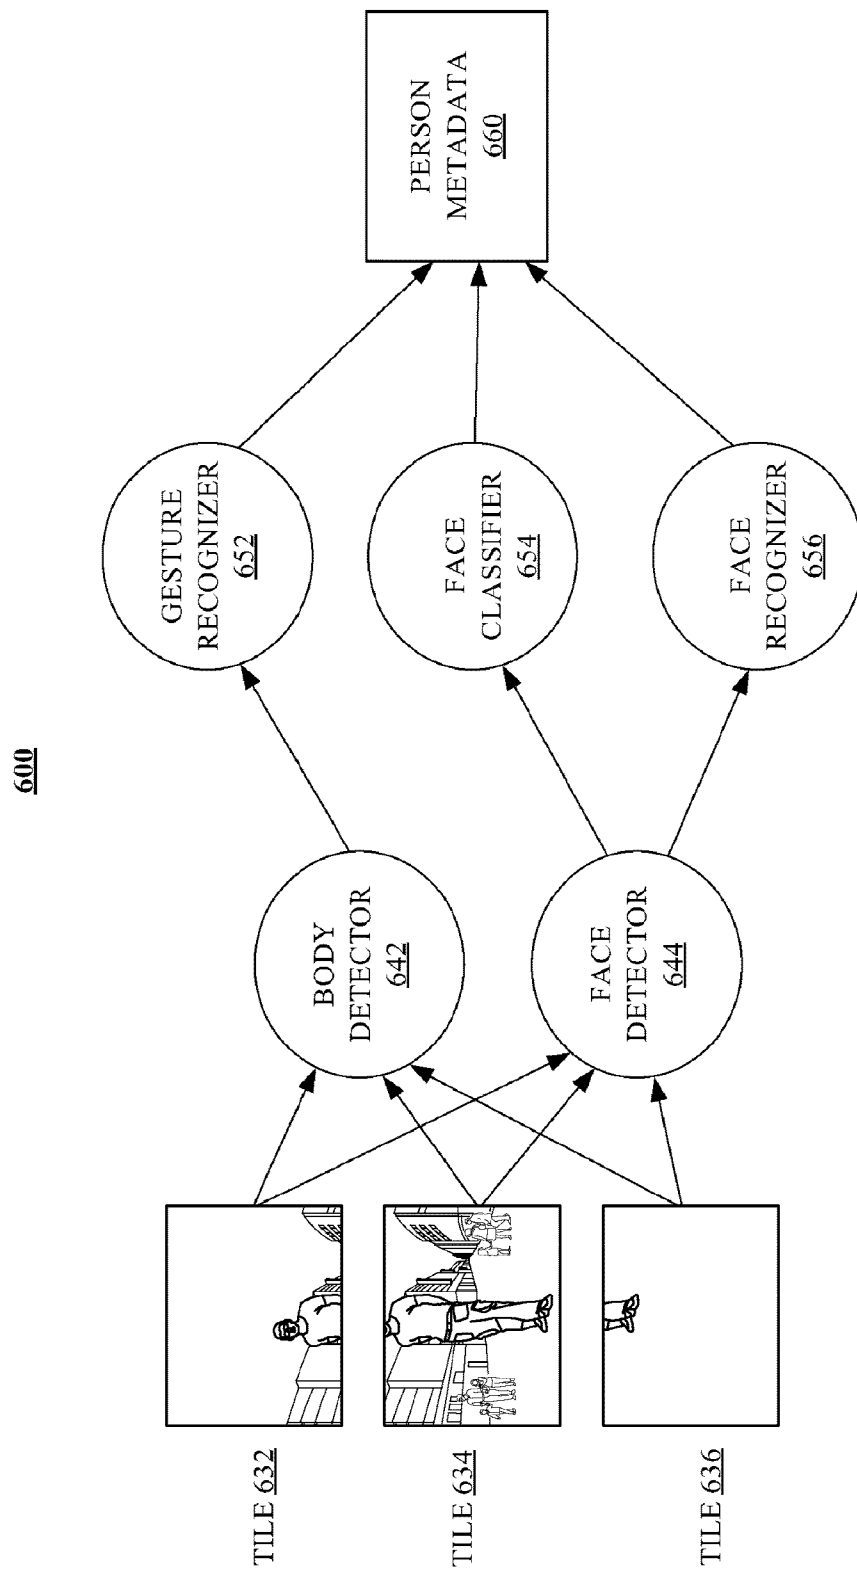 600
TILE 632
TILE 634
TILE 636
BODY
DETECTOR
642
FACE
DETECTOR
644
GESTURE
RECOGNIZER
652
FACE
CLASSIFIER
654
FACE
RECOGNIZER
656
PERSON
METADATA
660